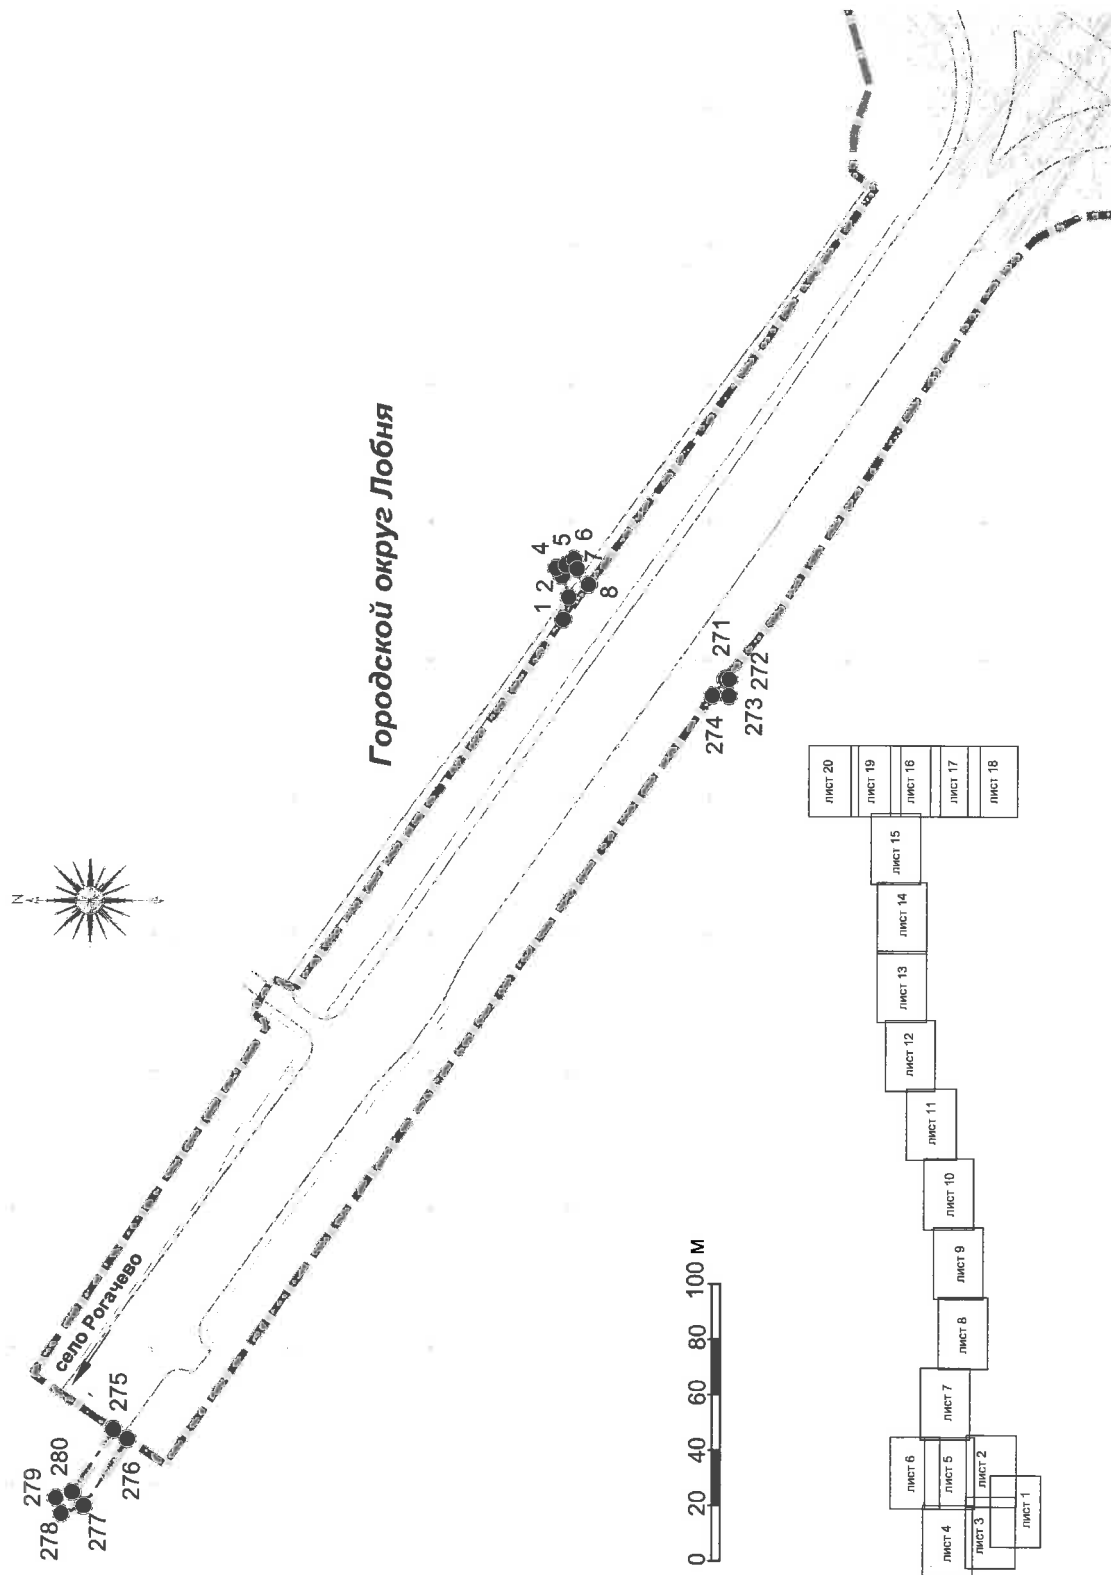 N
Городской округ Лобня
село Рогачево
279
280
278
277
275
276
1
2
4
5
6
7
8
271
272
273
274
0
20
40
60
80
100 м
лист 20
лист 19
лист 16
лист 17
лист 18
лист 15
лист 14
лист 13
лист 12
лист 11
лист 10
лист 9
лист 8
лист 7
лист 6
лист 5
лист 2
лист 4
лист 3
лист 1